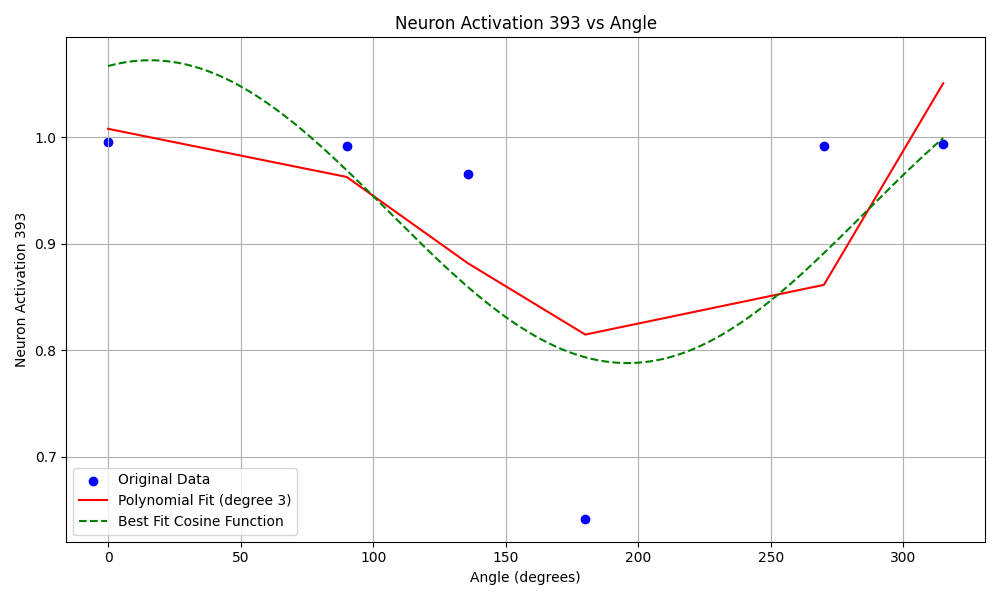 Neuron Activation 393 vs Angle
Neuron Activation 393
1.0
0.9
0.8
0.7
Original Data
Polynomial Fit (degree 3)
Best Fit Cosine Function
0
50
100
150
200
250
300
Angle (degrees)